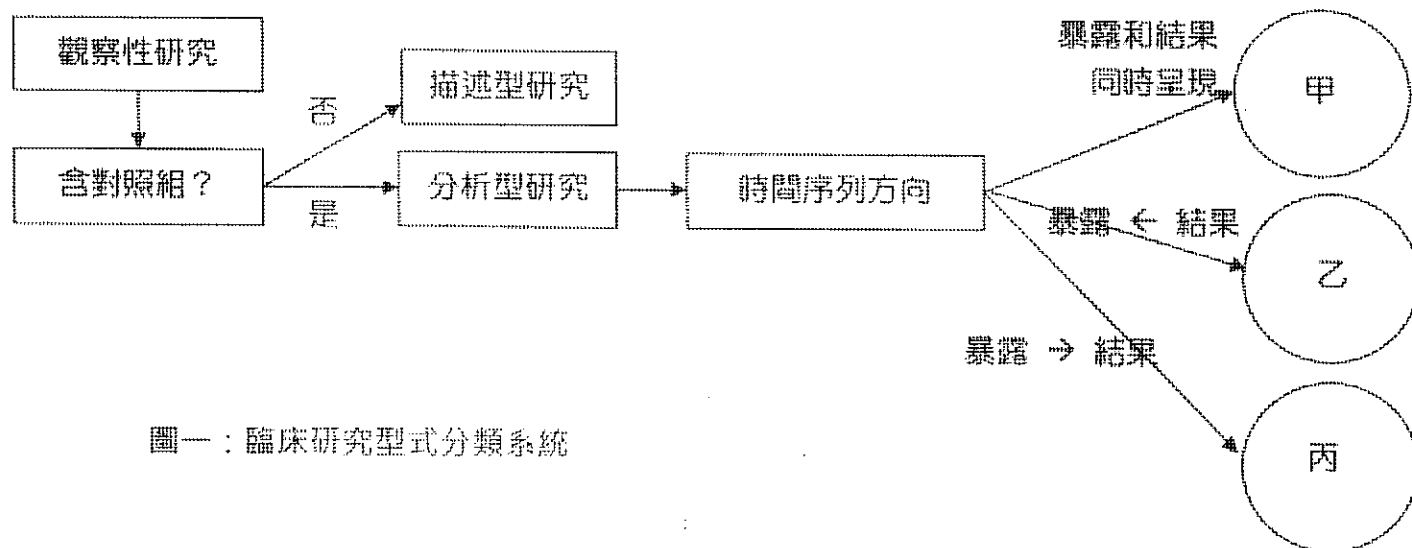 觀察性研究
含對照組？
否
是
描述型研究
分析型研究
時間序列方向
暴露和結果
同時呈現
甲
暴露 ← 結果
乙
暴露 → 結果
丙
圖一：臨床研究型式分類系統